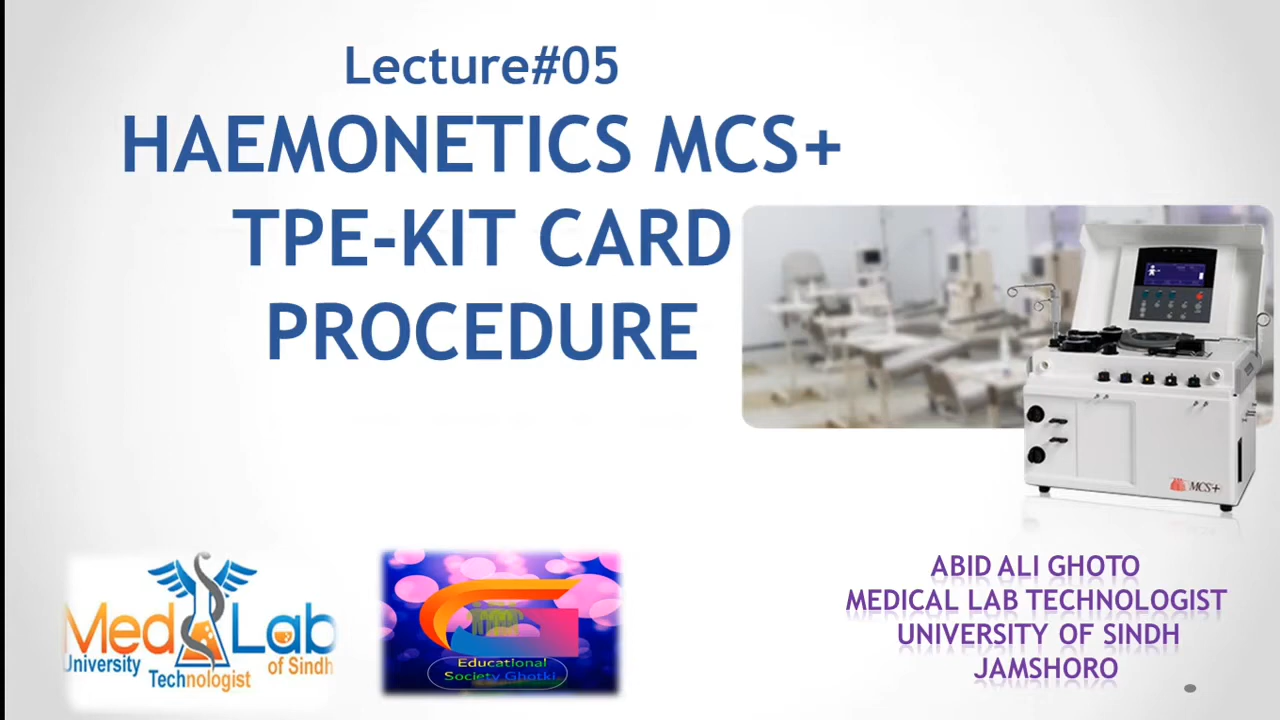 Lecture#05
HAEMONETICS MCS+
TPE-KIT CARD
PROCEDURE
MCS+
Med Lab
University
of Sindh
Technologist
Educational
Society Ghotki
ABID ALI GHOTO
MEDICAL LAB TECHNOLOGIST
UNIVERSITY OF SINDH
JAMSHORO